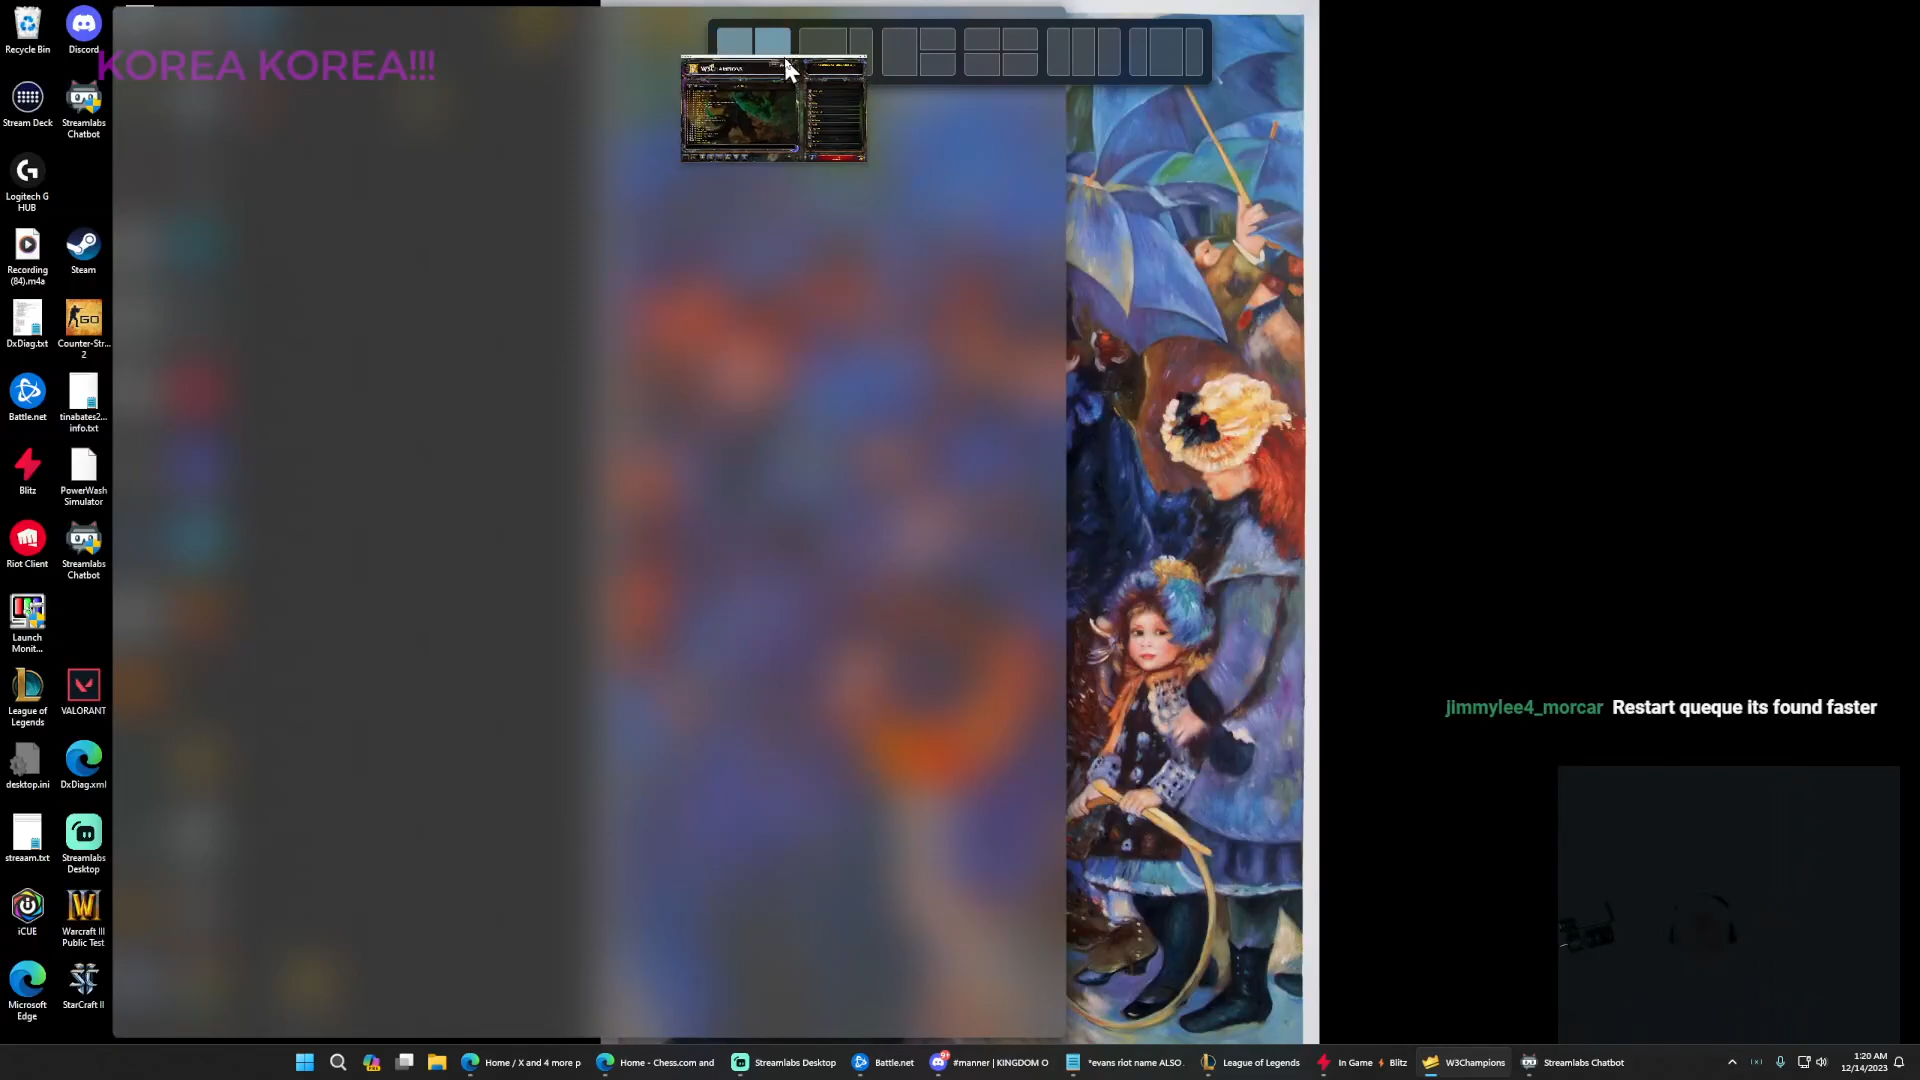 Recycle Bin
Discord
KOREA KOREA!!!
Stream Deck
Streamlabs
Chatbot
Logitech G
HUB
Recording
(84).m4a
Steam
DxDiag.txt
GO
Counter-Str...
2
Battle.net
tinabates2...
info.txt
Blitz
PowerWash
Simulator
Riot Client
Streamlabs
Chatbot
Launch
Monit...
League of
Legends
VALORANT
desktop.ini
DxDiag.xml
streaam.txt
Streamlabs
Desktop
iCUE
Warcraft III
Public Test
Microsoft
Edge
StarCraft II
jimmylee4_morcar Restart queque its found faster
Home / X and 4 more p
Home - Chess.com and
Streamlabs Desktop
Battle.net
#manner | KINGDOM O
*evans riot name ALSO
League of Legends
In Game ⚡ Blitz
W3Champions
Streamlabs Chatbot
1:20 AM
12/14/2023